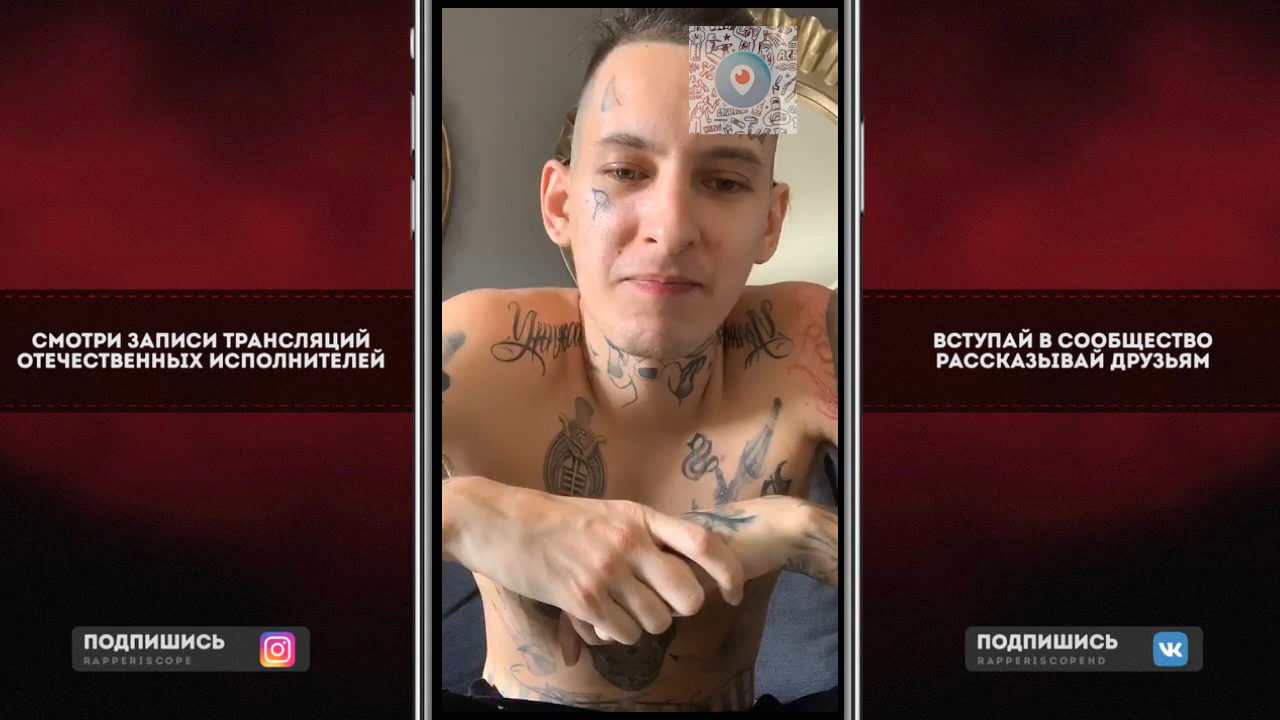 СМОТРИ ЗАПИСИ ТРАНСЛЯЦИЙ
ОТЕЧЕСТВЕННЫХ ИСПОЛНИТЕЛЕЙ
ВСТУПАЙ В СООБЩЕСТВО
РАССКАЗЫВАЙ ДРУЗЬЯМ
ПОДПИШИСЬ
RAPPERISCOPE
ПОДПИШИСЬ
RAPPERISCOPEHD